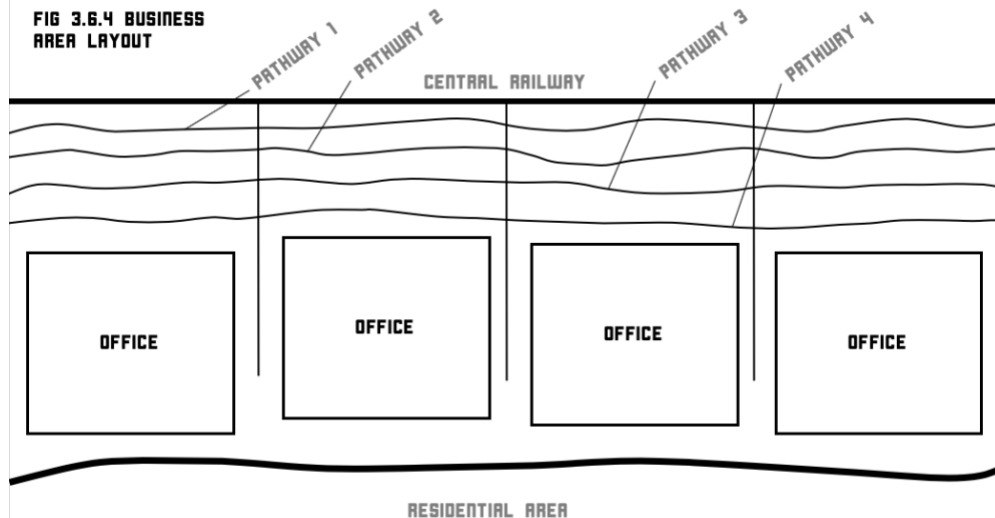 FIG 3.6.4 BUSINESS
AREA LAYOUT
PATHWAY 1
PATHWAY 2
PATHWAY 3
PATHWAY 4
CENTRAL RAILWAY
OFFICE
OFFICE
OFFICE
OFFICE
RESIDENTIAL AREA